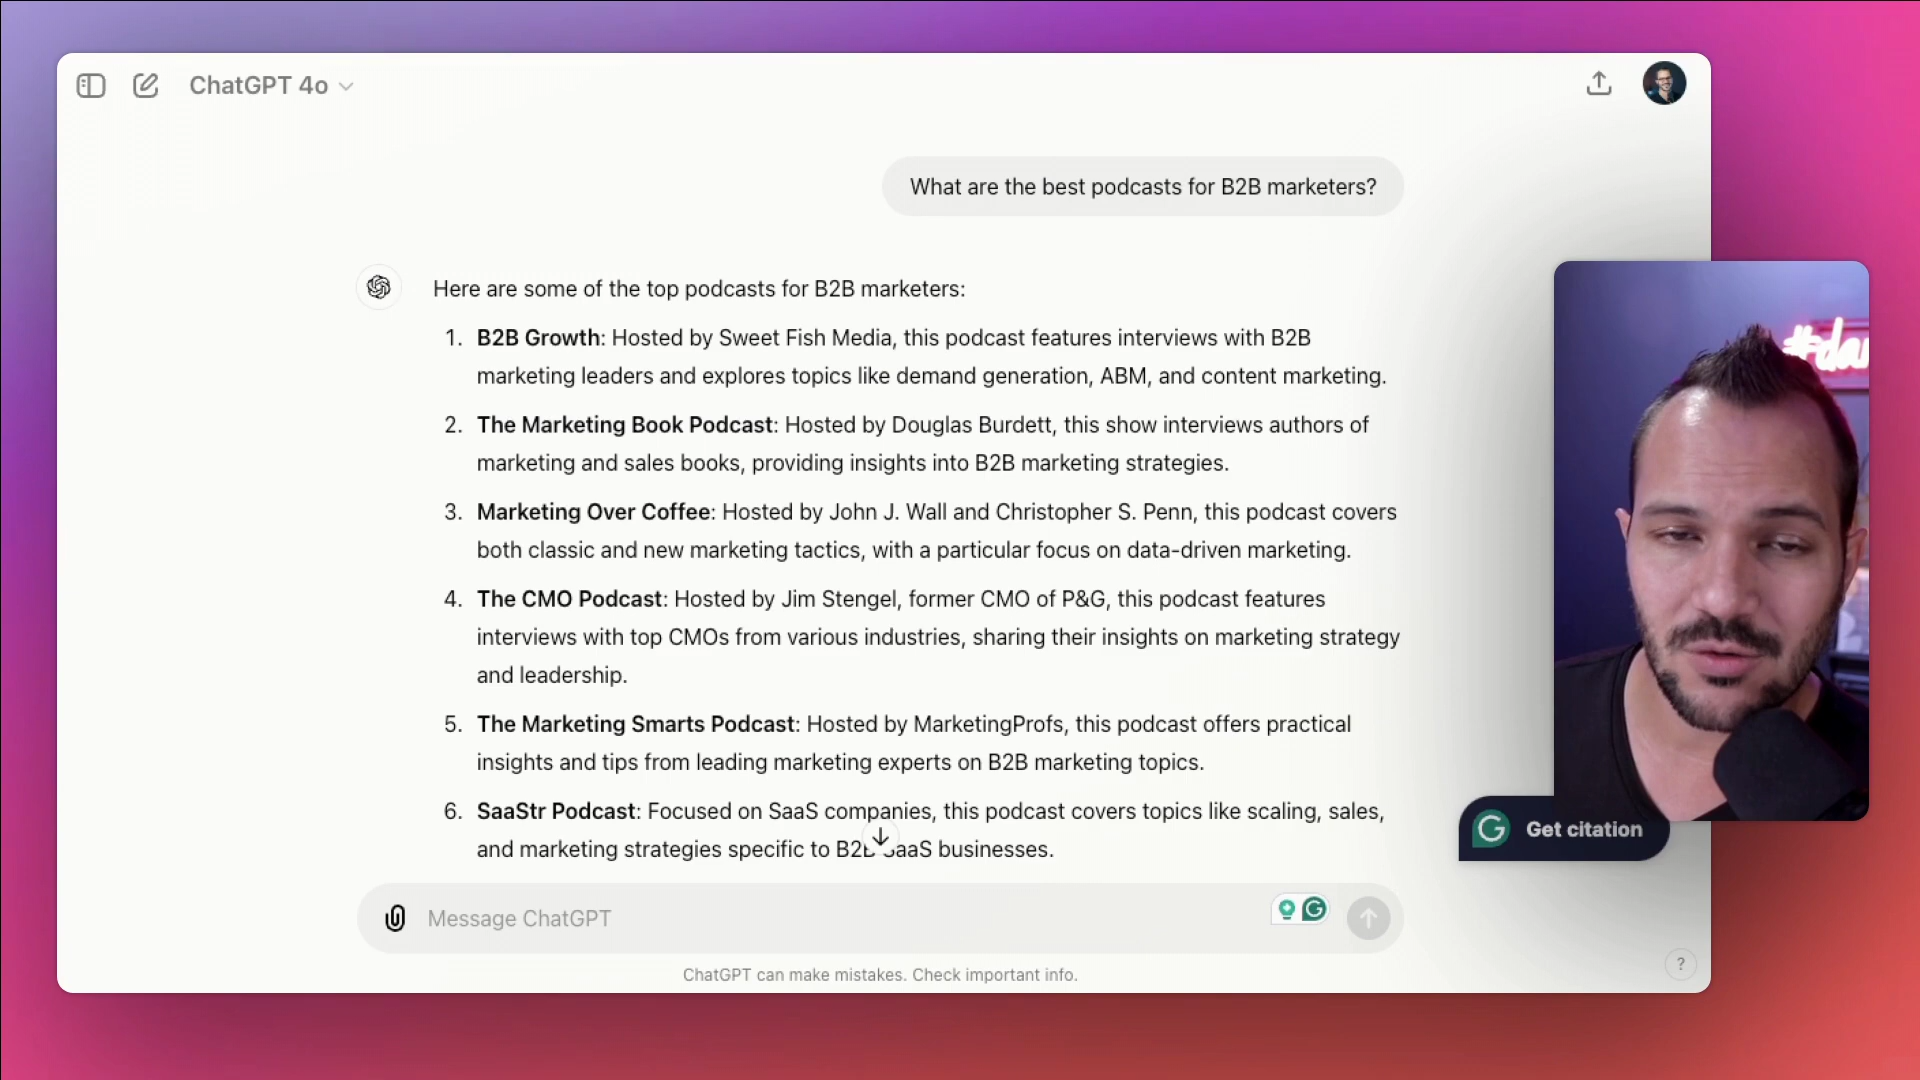 ChatGPT 4o
What are the best podcasts for B2B marketers?
Here are some of the top podcasts for B2B marketers:
1. B2B Growth: Hosted by Sweet Fish Media, this podcast features interviews with B2B
marketing leaders and explores topics like demand generation, ABM, and content marketing.
2. The Marketing Book Podcast: Hosted by Douglas Burdett, this show interviews authors of
marketing and sales books, providing insights into B2B marketing strategies.
3. Marketing Over Coffee: Hosted by John J. Wall and Christopher S. Penn, this podcast covers
both classic and new marketing tactics, with a particular focus on data-driven marketing.
4. The CMO Podcast: Hosted by Jim Stengel, former CMO of P&G, this podcast features
interviews with top CMOs from various industries, sharing their insights on marketing strategy
and leadership.
5. The Marketing Smarts Podcast: Hosted by MarketingProfs, this podcast offers practical
insights and tips from leading marketing experts on B2B marketing topics.
6. SaaStr Podcast: Focused on SaaS companies, this podcast covers topics like scaling, sales,
and marketing strategies specific to B2B SaaS businesses.
#da
Get citation
Message ChatGPT
ChatGPT can make mistakes. Check important info.
?